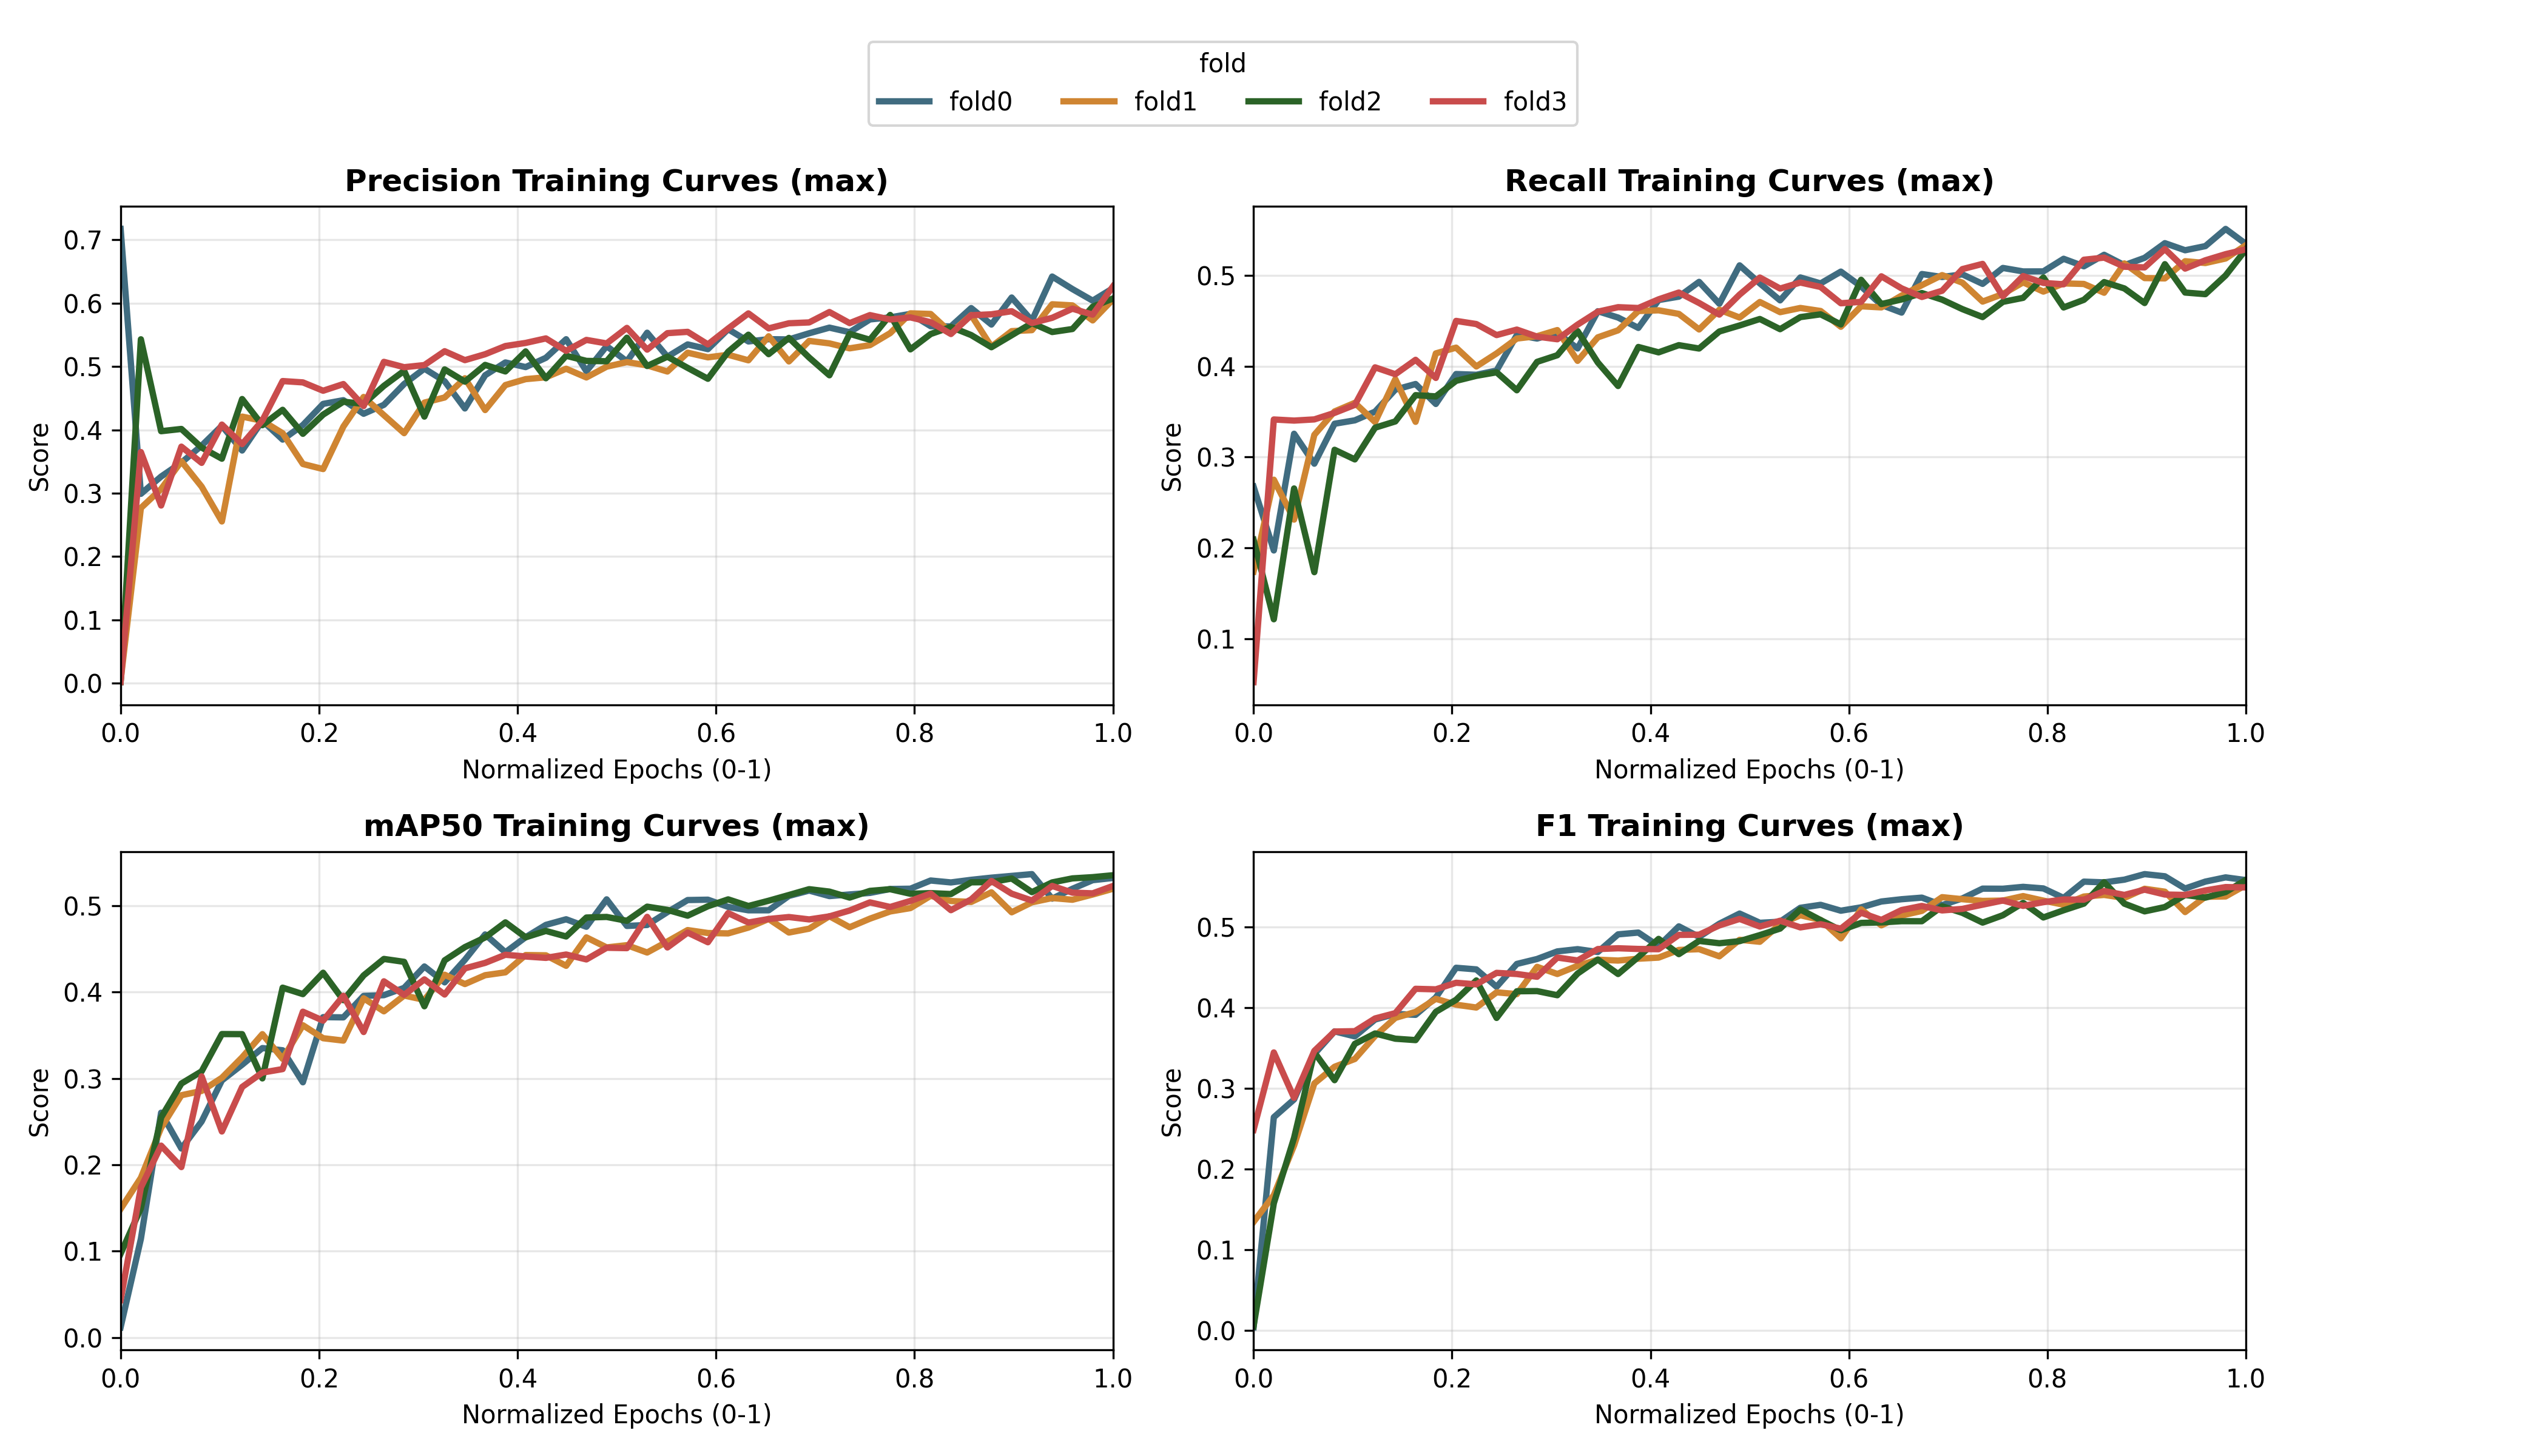 fold
fold0 fold1 fold2 fold3
Precision Training Curves (max)
0.7
0.6
0.5
0.4
0.3
0.2
0.1
0.0
Score
0.0 0.2 0.4 0.6 0.8 1.0
Normalized Epochs (0-1)
Recall Training Curves (max)
0.5
0.4
0.3
0.2
0.1
Score
0.0 0.2 0.4 0.6 0.8 1.0
Normalized Epochs (0-1)
mAP50 Training Curves (max)
0.5
0.4
0.3
0.2
0.1
0.0
Score
0.0 0.2 0.4 0.6 0.8 1.0
Normalized Epochs (0-1)
F1 Training Curves (max)
0.5
0.4
0.3
0.2
0.1
0.0
Score
0.0 0.2 0.4 0.6 0.8 1.0
Normalized Epochs (0-1)